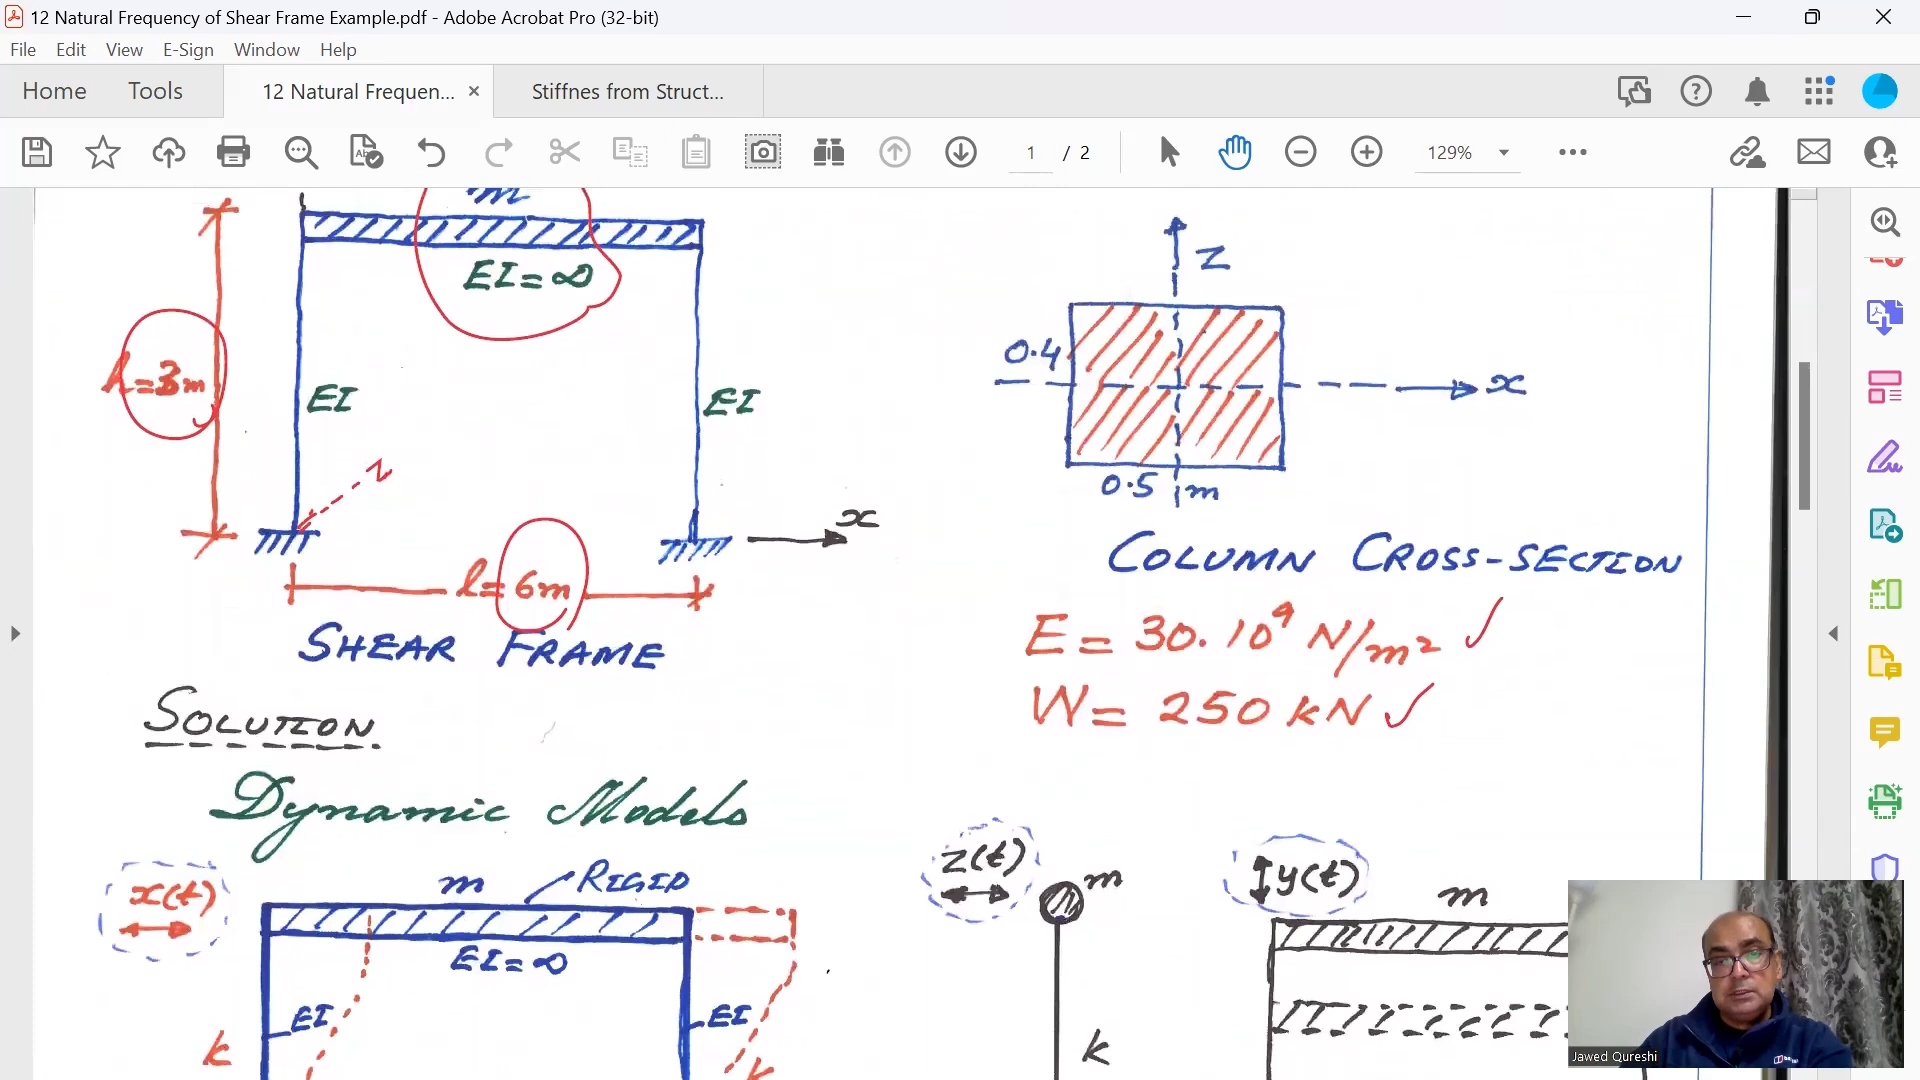 12 Natural Frequency of Shear Frame Example.pdf - Adobe Acrobat Pro (32-bit)
File Edit View E-Sign Window Help
Home Tools 12 Natural Frequen... × Stiffnes from Struct...
1 / 2 129%
m
EI=∞
h=3m
EI
EI
z
x
l=6m
SHEAR FRAME
z
0.4
x
0.5 m
COLUMN CROSS-SECTION
E= 30.10⁹ N/m² ✓
W= 250 kN ✓
SOLUTION
Dynamic Models
x(t)
m
RIGID
EI=∞
EI
EI
k
k
z(t)
m
k
y(t)
m
Jawed Qureshi